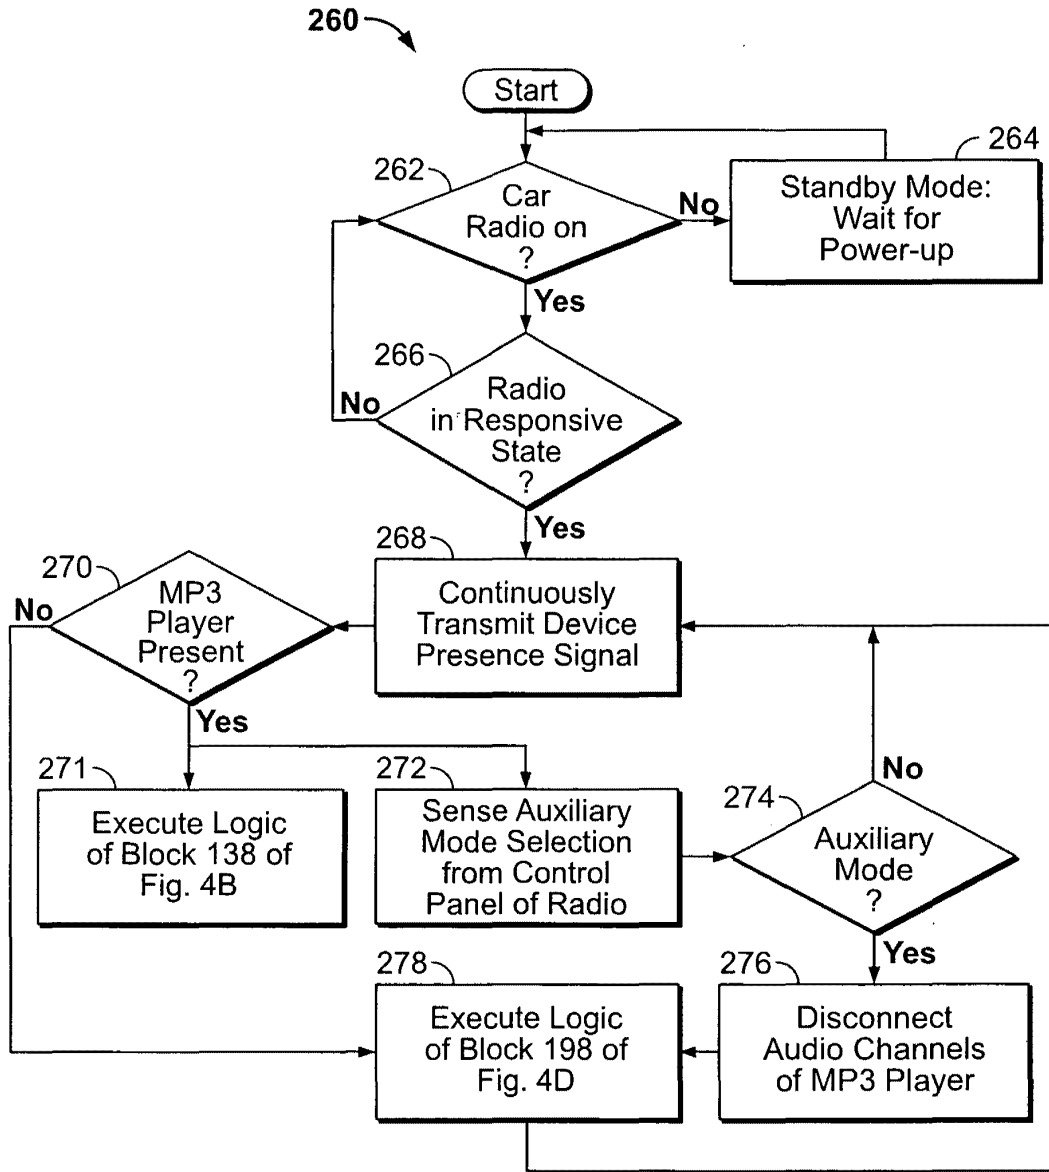 260
Start
264
262
Car
Radio on
?
No
Standby Mode:
Wait for
Power-up
Yes
266
Radio
in Responsive
State
?
No
Yes
268
Continuously
Transmit Device
Presence Signal
270
MP3
Player
Present
?
No
Yes
271
Execute Logic
of Block 138 of
Fig. 4B
272
Sense Auxiliary
Mode Selection
from Control
Panel of Radio
274
Auxiliary
Mode
?
No
Yes
278
Execute Logic
of Block 198 of
Fig. 4D
276
Disconnect
Audio Channels
of MP3 Player